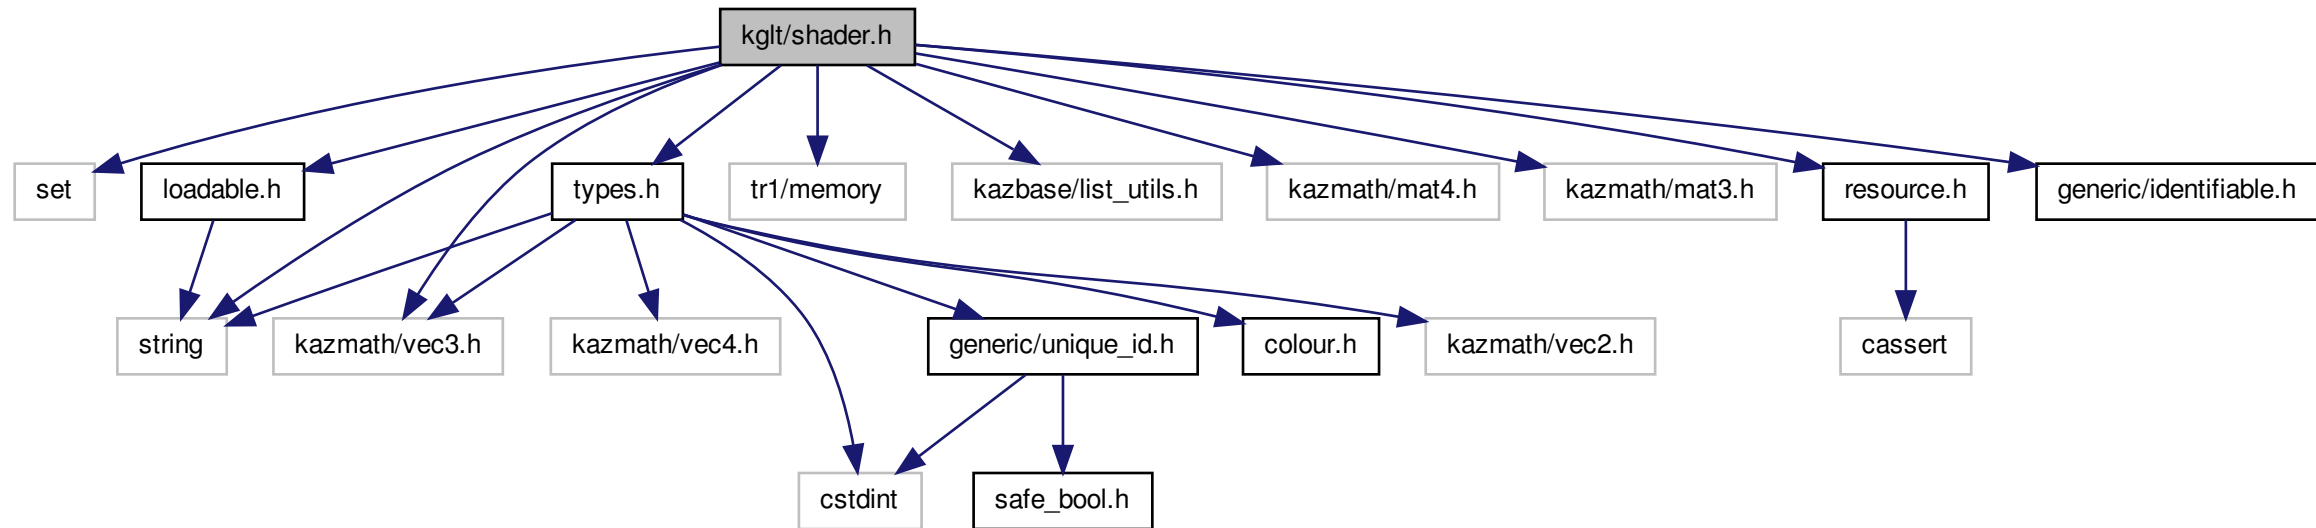 kglt/shader.h
set
loadable.h
types.h
tr1/memory
kazbase/list_utils.h
kazmath/mat4.h
kazmath/mat3.h
resource.h
generic/identifiable.h
string
kazmath/vec3.h
kazmath/vec4.h
generic/unique_id.h
colour.h
kazmath/vec2.h
cassert
cstdint
safe_bool.h